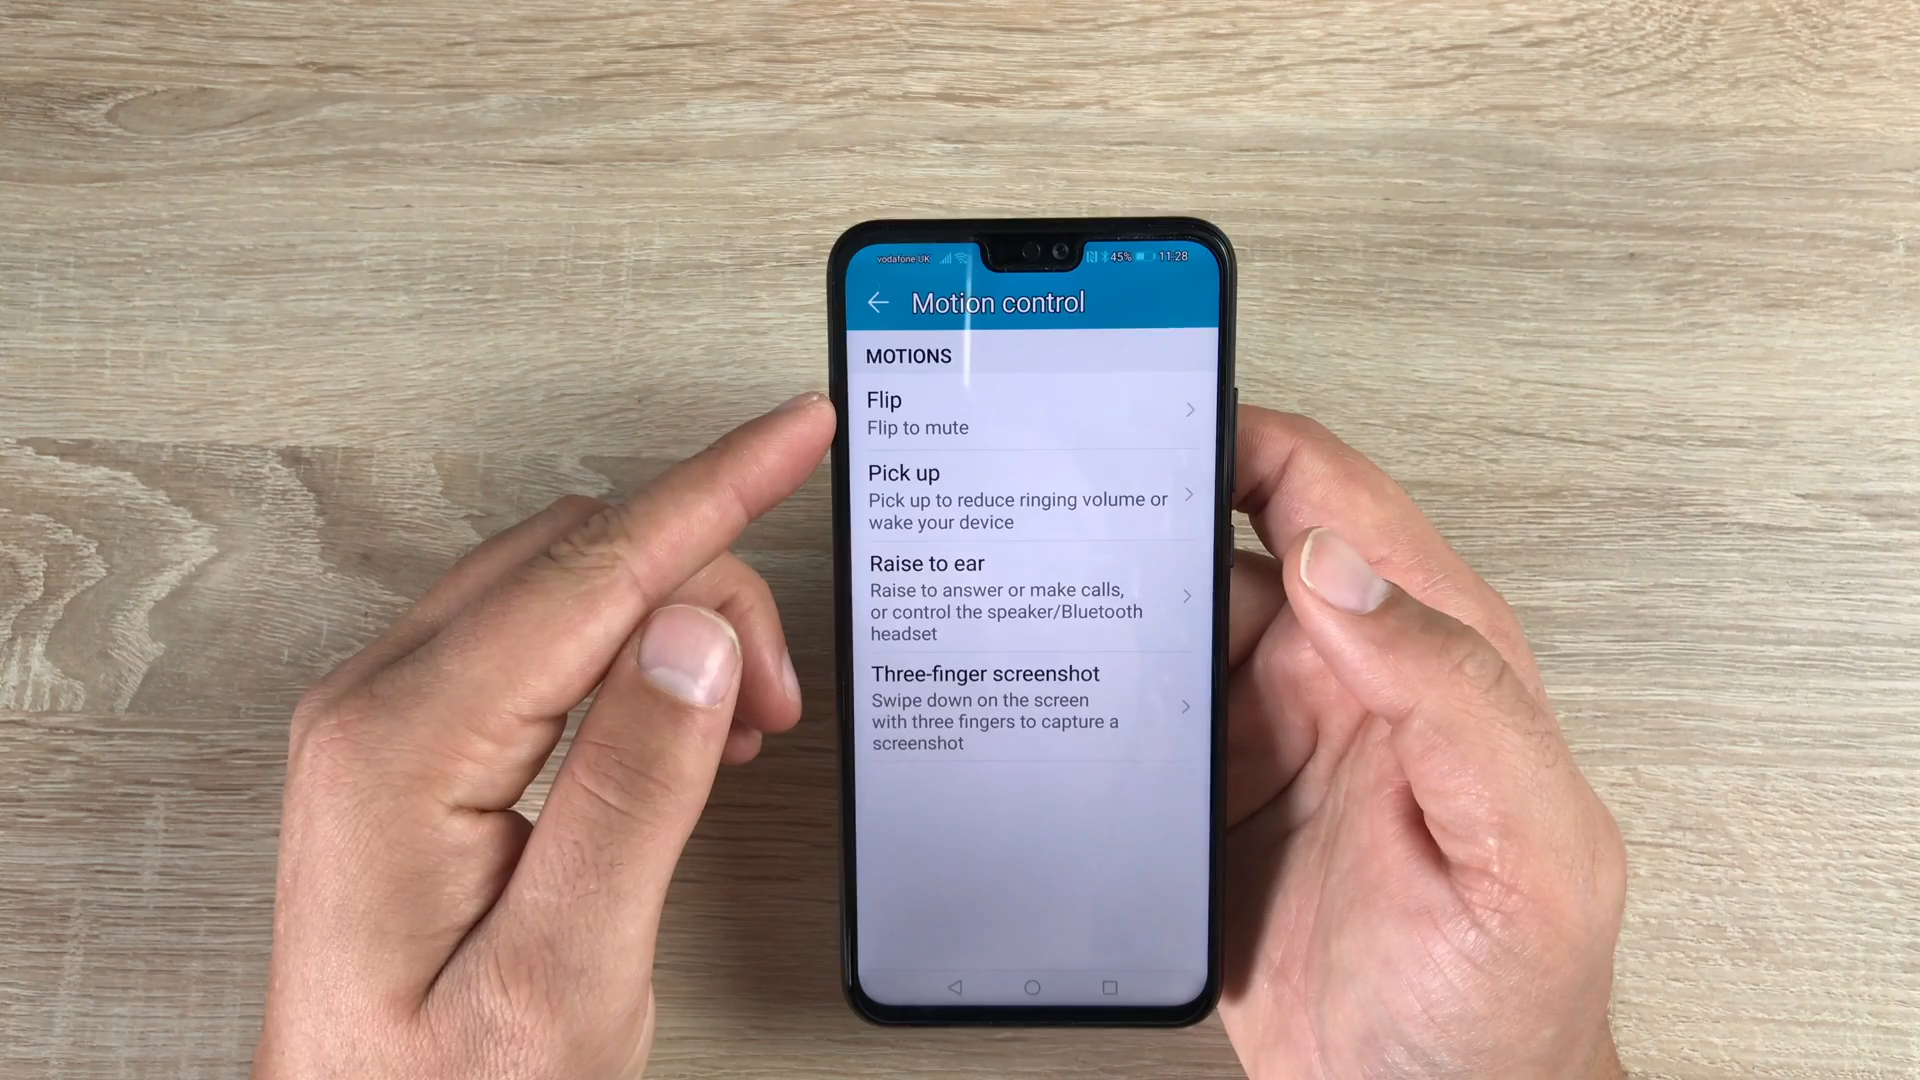 vodafone UK 45% 11:28
Motion control
MOTIONS
Flip
Flip to mute
Pick up
Pick up to reduce ringing volume or
wake your device
Raise to ear
Raise to answer or make calls,
or control the speaker/Bluetooth
headset
Three-finger screenshot
Swipe down on the screen
with three fingers to capture a
screenshot